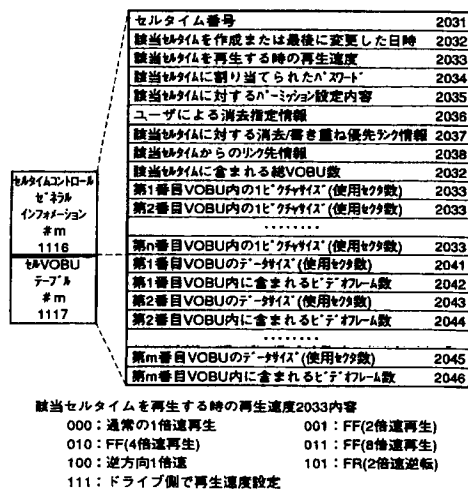 セルタイム番号 2031
該当ｾﾙﾀｲﾑを作成または最後に変更した日時 2032
該当ｾﾙﾀｲﾑを再生する時の再生速度 2033
該当ｾﾙﾀｲﾑに割り当てられたﾊﾟｽﾜｰﾄﾞ 2034
該当ｾﾙﾀｲﾑに対するﾊﾟｰﾐｯｼｮﾝ設定内容 2035
ユーザによる消去指定情報 2036
該当ｾﾙﾀｲﾑに対する消去/書き重ね優先ﾗﾝｸ情報 2037
該当ｾﾙﾀｲﾑからのﾘﾝｸ先情報 2038
該当ｾﾙﾀｲﾑに含まれる総VOBU数 2032
第1番目VOBU内の1ﾋﾟｸﾁｬｻｲｽﾞ(使用ｾｸﾀ数) 2033
第2番目VOBU内の1ﾋﾟｸﾁｬｻｲｽﾞ(使用ｾｸﾀ数) 2033
........
第n番目VOBU内の1ﾋﾟｸﾁｬｻｲｽﾞ(使用ｾｸﾀ数) 2033
第1番目VOBUのﾃﾞｰﾀｻｲｽﾞ(使用ｾｸﾀ数) 2041
第1番目VOBU内に含まれるﾋﾞﾃﾞｵﾌﾚｰﾑ数 2042
第2番目VOBUのﾃﾞｰﾀｻｲｽﾞ(使用ｾｸﾀ数) 2043
第2番目VOBU内に含まれるﾋﾞﾃﾞｵﾌﾚｰﾑ数 2044
........
第m番目VOBUのﾃﾞｰﾀｻｲｽﾞ(使用ｾｸﾀ数) 2045
第m番目VOBU内に含まれるﾋﾞﾃﾞｵﾌﾚｰﾑ数 2046
ｾﾙﾀｲﾑｺﾝﾄﾛｰﾙ
ｾﾞﾈﾗﾙ
ｲﾝﾌｫﾒｰｼｮﾝ
#m
1116
ｾﾙVOBU
ﾃｰﾌﾞﾙ
#m
1117
該当セルタイムを再生する時の再生速度2033内容
000：通常の1倍速再生 001：FF(2倍速再生)
010：FF(4倍速再生) 011：FF(8倍速再生)
100：逆方向1倍速 101：FR(2倍速逆転)
111：ドライブ側で再生速度設定